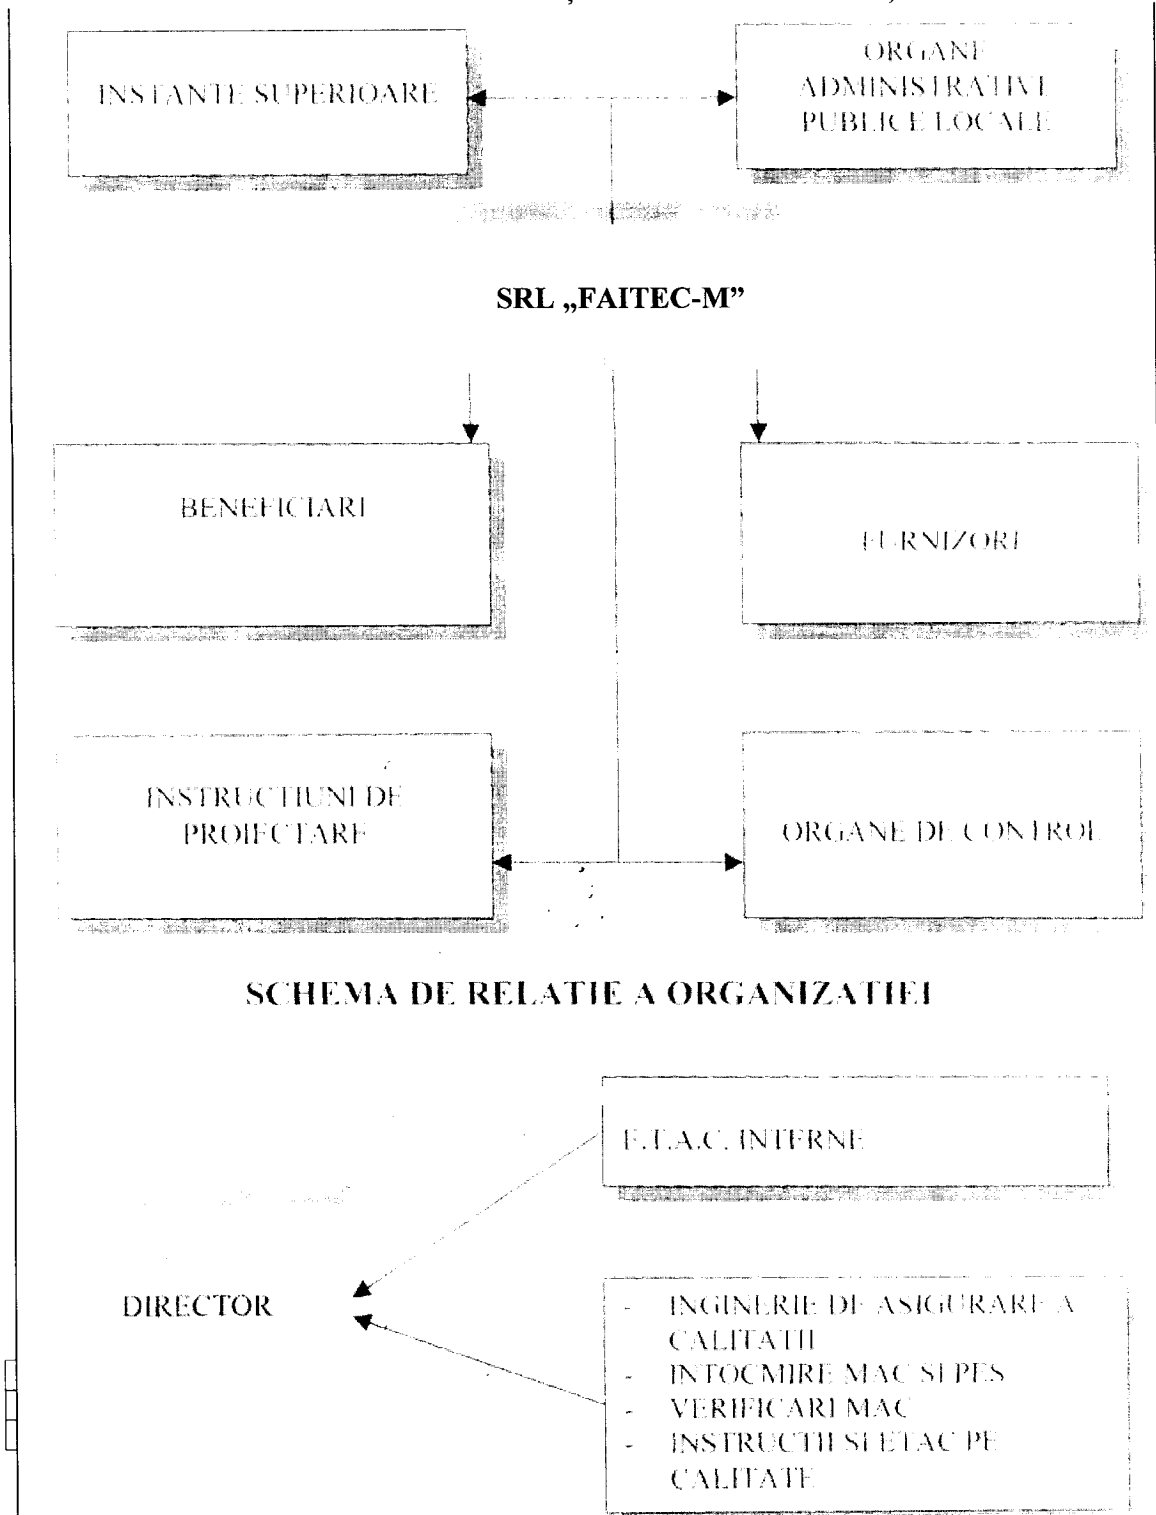 INSTANTE SUPERIOARE
ORGANE
ADMINISTRATIVE
PUBLICE LOCALE
SRL „FAITEC-M”
BENEFICIARI
FURNIZORI
INSTRUCTIUNI DE
PROIECTARE
ORGANE DE CONTROL
SCHEMA DE RELATIE A ORGANIZATIEI
E.T.A.C. INTERNE
DIRECTOR
- INGINERIE DE ASIGURARE A
CALITATII
- INTOCMIRE MAC SI PES
- VERIFICARI MAC
- INSTRUCTII SI ETAC PE
CALITATE